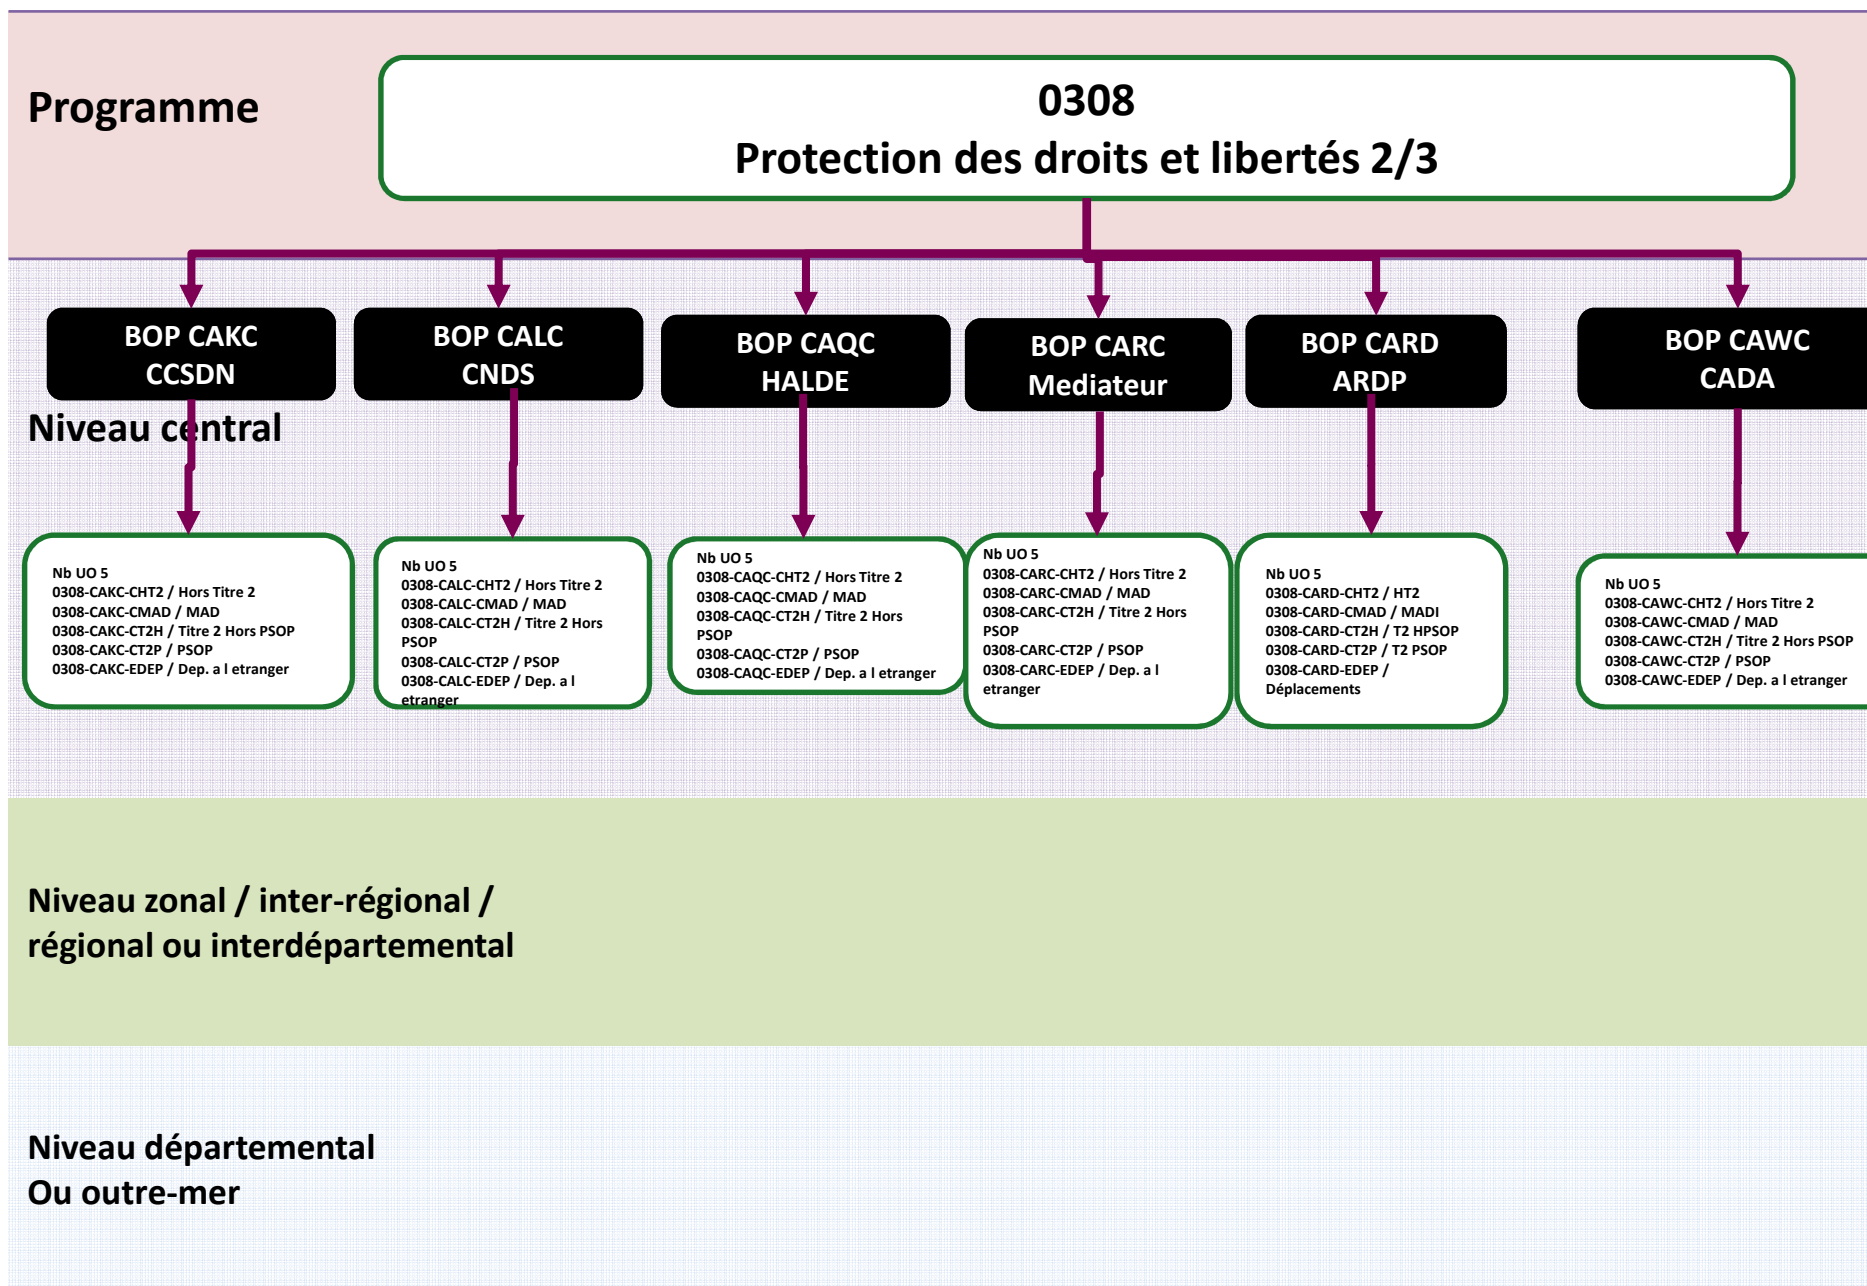 Programme
0308
Protection des droits et libertés 2/3
BOP CAKC
CCSDN
BOP CALC
CNDS
BOP CAQC
HALDE
BOP CARC
Mediateur
BOP CARD
ARDP
BOP CAWC
CADA
Niveau central
Nb UO 5
0308-CAKC-CHT2 / Hors Titre 2
0308-CAKC-CMAD / MAD
0308-CAKC-CT2H / Titre 2 Hors PSOP
0308-CAKC-CT2P / PSOP
0308-CAKC-EDEP / Dep. a l etranger
Nb UO 5
0308-CALC-CHT2 / Hors Titre 2
0308-CALC-CMAD / MAD
0308-CALC-CT2H / Titre 2 Hors
PSOP
0308-CALC-CT2P / PSOP
0308-CALC-EDEP / Dep. a l
etranger
Nb UO 5
0308-CAQC-CHT2 / Hors Titre 2
0308-CAQC-CMAD / MAD
0308-CAQC-CT2H / Titre 2 Hors
PSOP
0308-CAQC-CT2P / PSOP
0308-CAQC-EDEP / Dep. a l etranger
Nb UO 5
0308-CARC-CHT2 / Hors Titre 2
0308-CARC-CMAD / MAD
0308-CARC-CT2H / Titre 2 Hors
PSOP
0308-CARC-CT2P / PSOP
0308-CARC-EDEP / Dep. a l
etranger
Nb UO 5
0308-CARD-CHT2 / HT2
0308-CARD-CMAD / MADI
0308-CARD-CT2H / T2 HPSOP
0308-CARD-CT2P / T2 PSOP
0308-CARD-EDEP /
Déplacements
Nb UO 5
0308-CAWC-CHT2 / Hors Titre 2
0308-CAWC-CMAD / MAD
0308-CAWC-CT2H / Titre 2 Hors PSOP
0308-CAWC-CT2P / PSOP
0308-CAWC-EDEP / Dep. a l etranger
Niveau zonal / inter-régional /
régional ou interdépartemental
Niveau départemental
Ou outre-mer